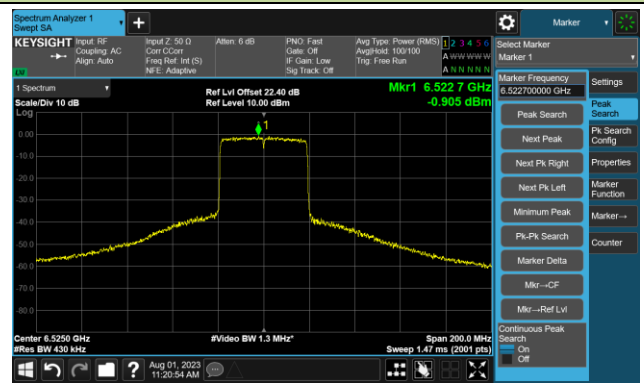 Spectrum Analyzer 1
Swept SA
Marker
KEYSIGHT
Input: RF
Coupling: AC
Align: Auto
Input Z: 50 Ω
Corr CCorr
Freq Ref: Int (S)
NFE: Adaptive
Atten: 6 dB
PNO: Fast
Gate: Off
IF Gain: Low
Sig Track: Off
Avg Type: Power (RMS)
Avg|Hold: 100/100
Trig: Free Run
1 2 3 4 5 6
A W W W W W
A N N N N N
LU
Select Marker
Marker 1
1 Spectrum
Scale/Div 10 dB
Log
Ref Lvl Offset 22.40 dB
Ref Level 10.00 dBm
Mkr1 6.522 7 GHz
-0.905 dBm
1
0.00
-10.0
-20.0
-30.0
-40.0
-50.0
-60.0
-70.0
-80.0
Center 6.5250 GHz
#Res BW 430 kHz
#Video BW 1.3 MHz*
Span 200.0 MHz
Sweep 1.47 ms (2001 pts)
Marker Frequency
6.522700000 GHz
Peak Search
Next Peak
Next Pk Right
Next Pk Left
Minimum Peak
Pk-Pk Search
Marker Delta
Mkr→CF
Mkr→Ref Lvl
Continuous Peak
Search
On
Off
Settings
Peak
Search
Pk Search
Config
Properties
Marker
Function
Marker→
Counter
Aug 01, 2023
11:20:54 AM